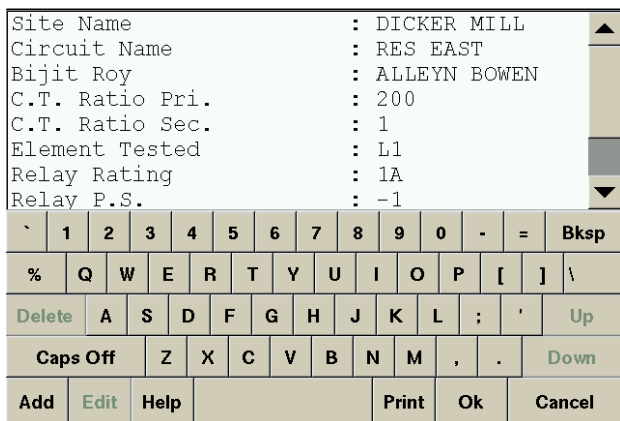 Site Name : DICKER MILL
Circuit Name : RES EAST
Bijit Roy : ALLEYN BOWEN
C.T. Ratio Pri. : 200
C.T. Ratio Sec. : 1
Element Tested : L1
Relay Rating : 1A
Relay P.S. : -1
` 1 2 3 4 5 6 7 8 9 0 - = Bksp
% Q W E R T Y U I O P [ ] \
Delete A S D F G H J K L ; ' Up
Caps Off Z X C V B N M , . Down
Add Edit Help Print Ok Cancel